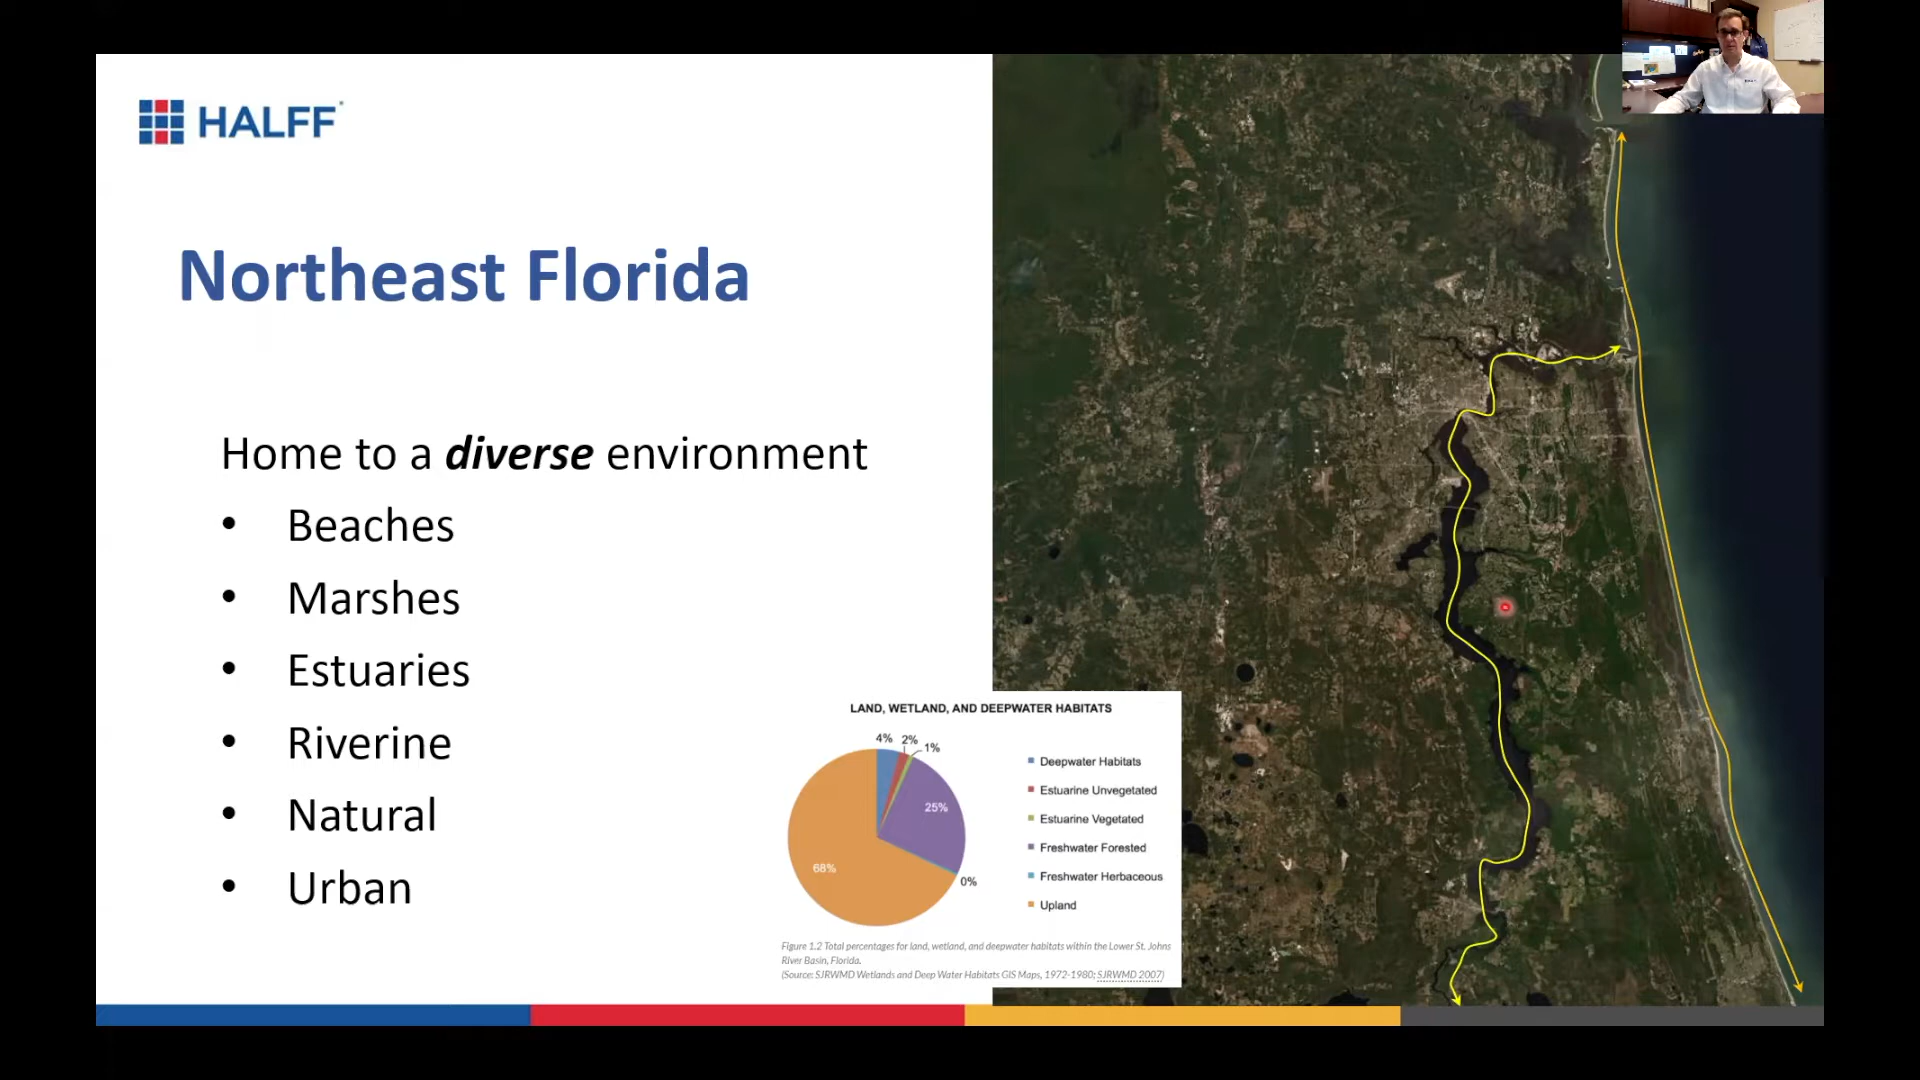 HALFF
Northeast Florida
Home to a diverse environment
• Beaches
• Marshes
• Estuaries
• Riverine
• Natural
• Urban
LAND, WETLAND, AND DEEPWATER HABITATS
4%
2%
1%
25%
68%
0%
Deepwater Habitats
Estuarine Unvegetated
Estuarine Vegetated
Freshwater Forested
Freshwater Herbaceous
Upland
Figure 1.2 Total percentages for land, wetland, and deepwater habitats within the Lower St. Johns
River Basin, Florida.
(Source: SJRWMD Wetlands and Deep Water Habitats GIS Maps, 1972-1980; SJRWMD 2007)